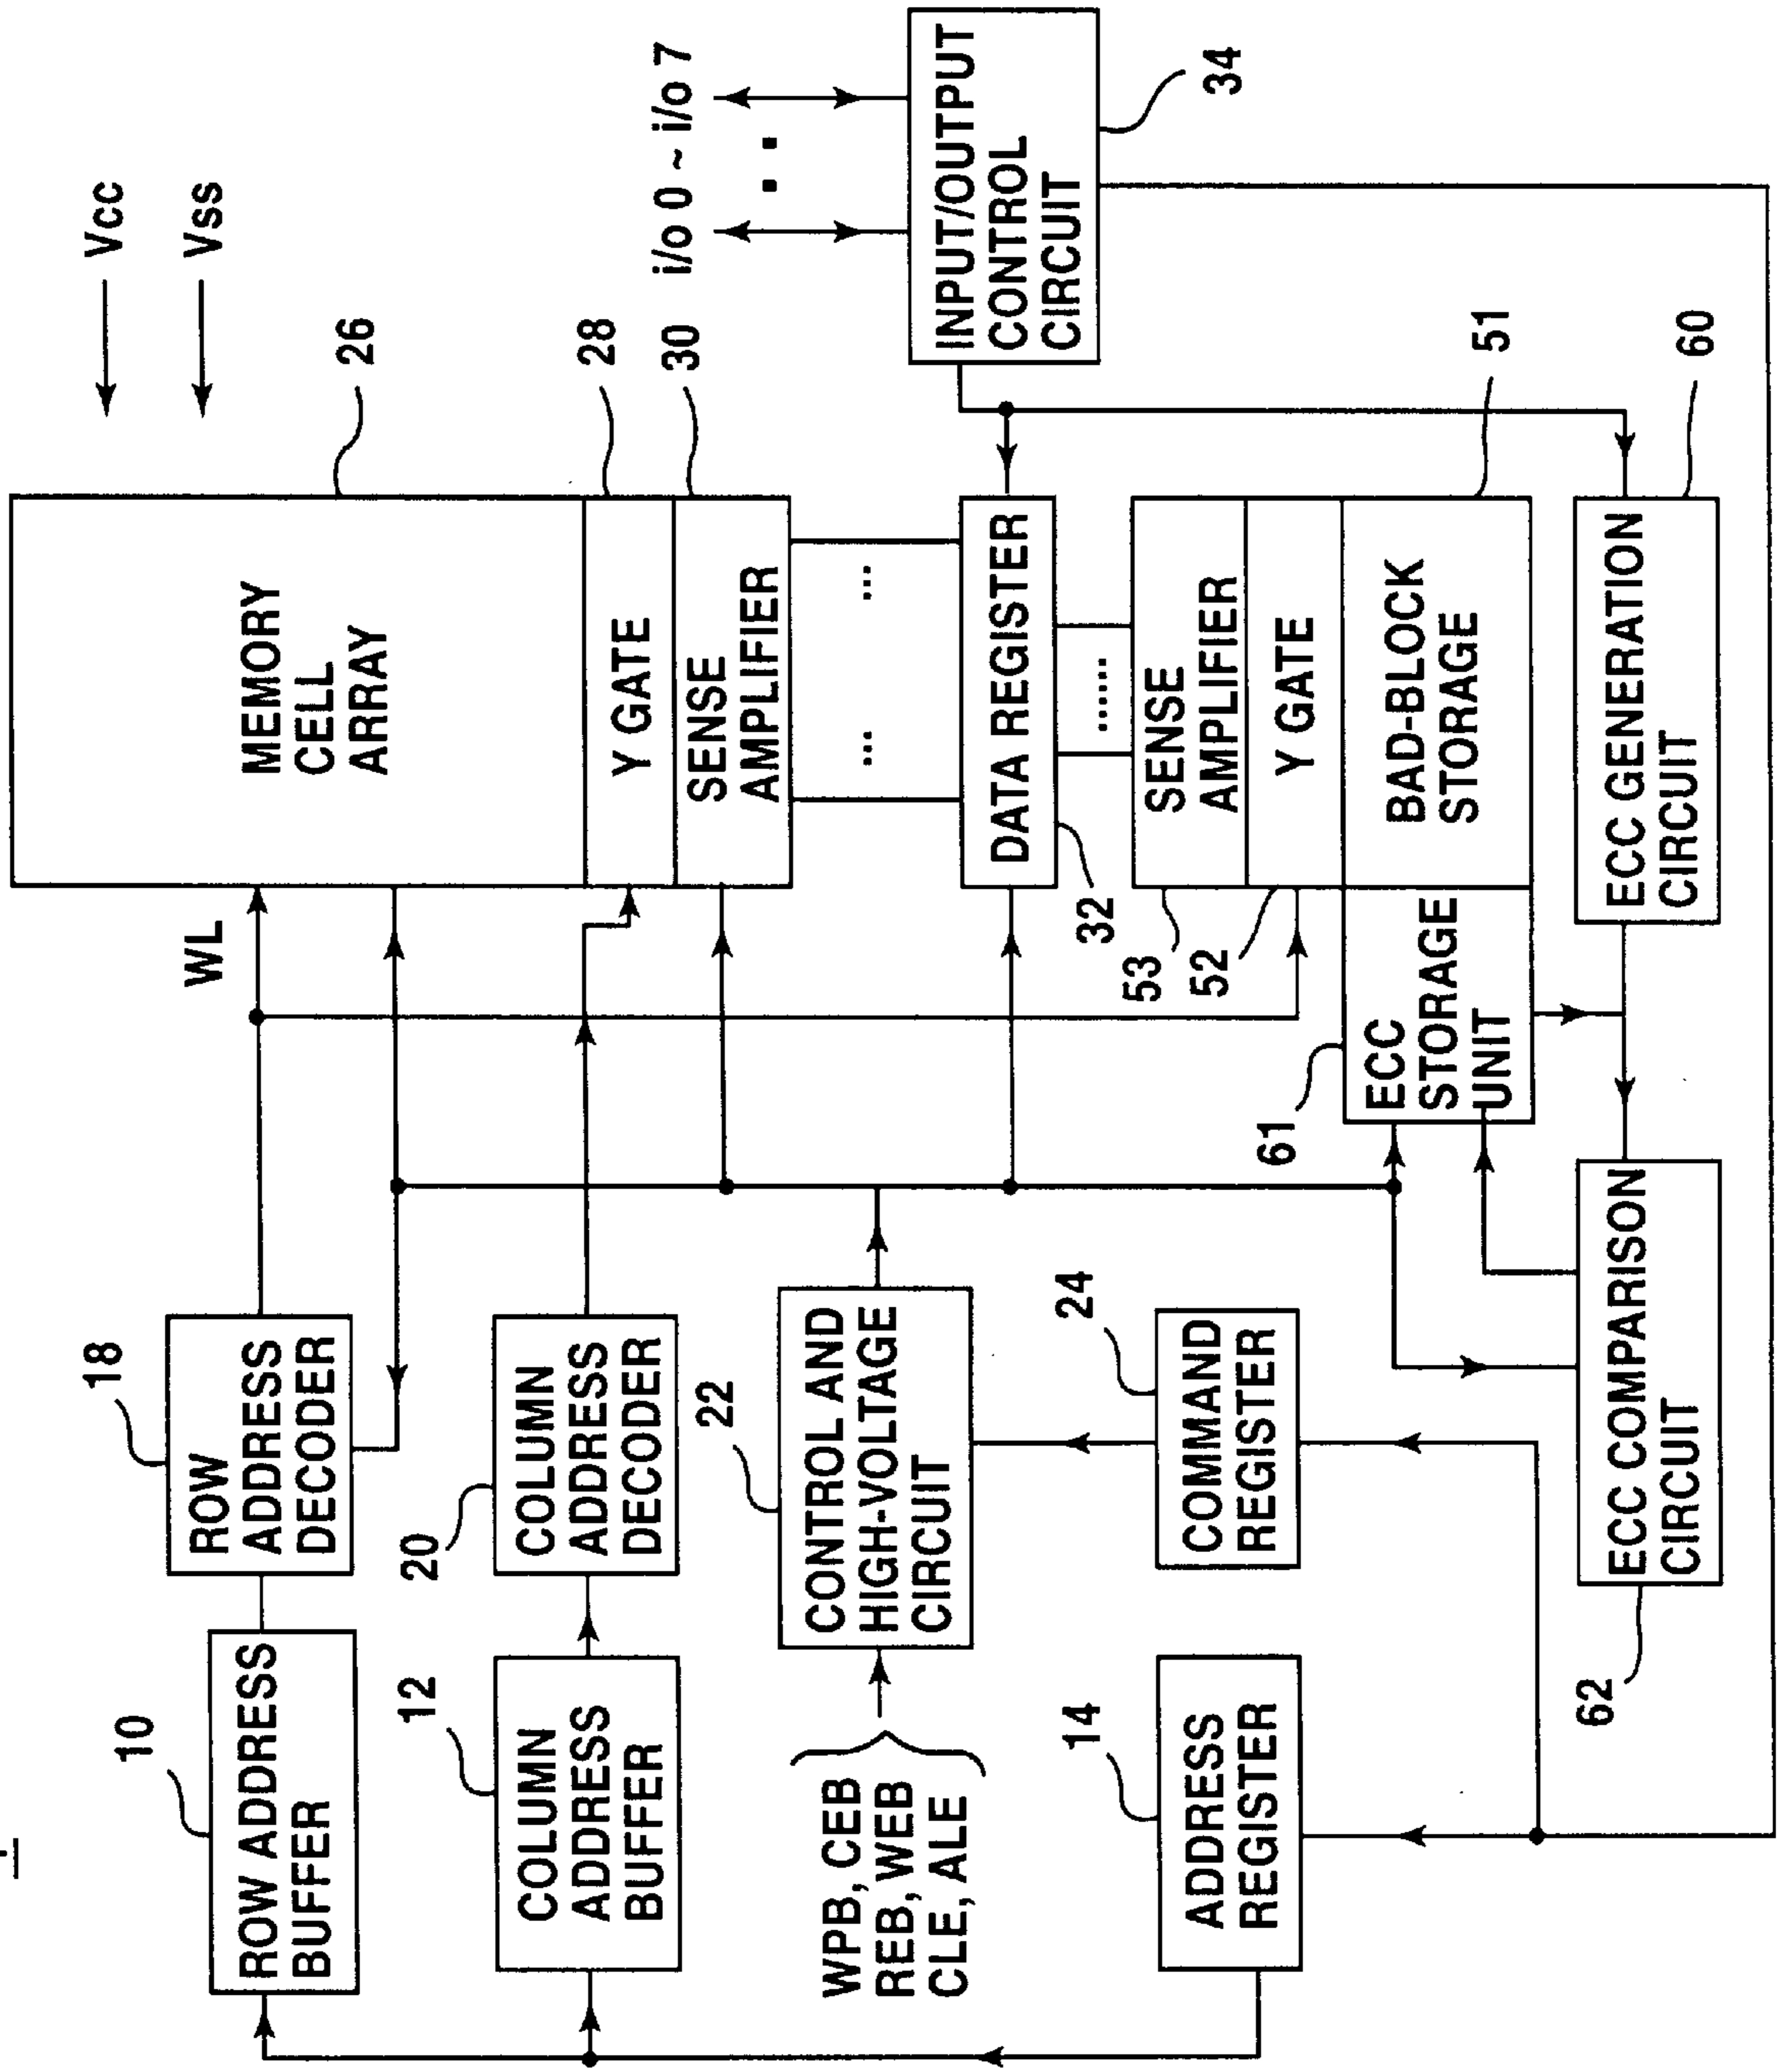 Vcc
Vss
10
ROW ADDRESS
BUFFER
18
ROW
ADDRESS
DECODER
WL
MEMORY
CELL
ARRAY
26
12
COLUMN
ADDRESS
BUFFER
20
COLUMN
ADDRESS
DECODER
Y GATE
28
SENSE
AMPLIFIER
30
i/o 0 ~ i/o 7
WPB, CEB
REB, WEB
CLE, ALE
22
CONTROL AND
HIGH-VOLTAGE
CIRCUIT
DATA REGISTER
32
INPUT/OUTPUT
CONTROL
CIRCUIT
34
14
ADDRESS
REGISTER
24
COMMAND
REGISTER
53
SENSE
AMPLIFIER
52
Y GATE
61
ECC
STORAGE
UNIT
BAD-BLOCK
STORAGE
51
62
ECC COMPARISON
CIRCUIT
ECC GENERATION
CIRCUIT
60